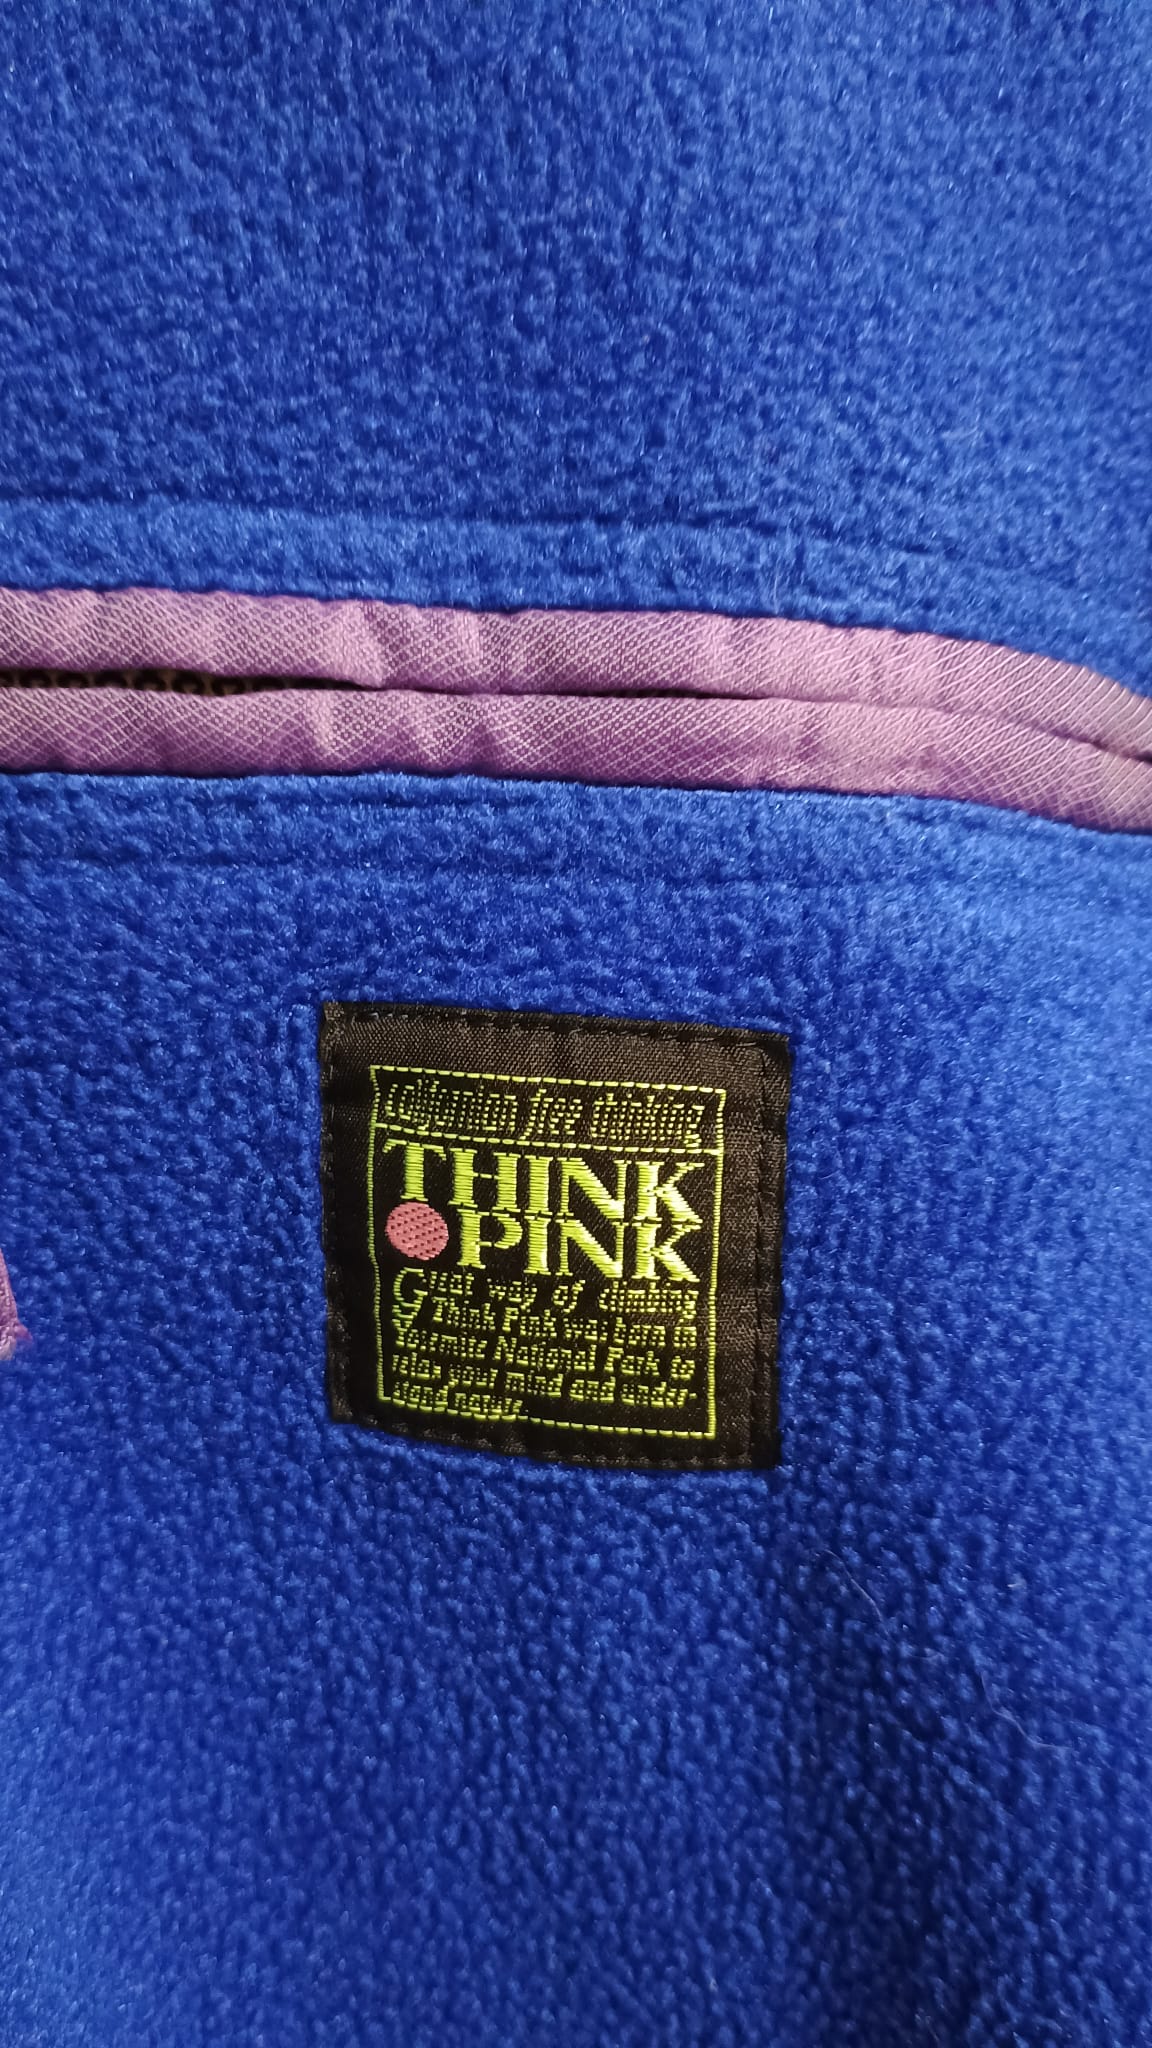 californian free thinking
THINK
PINK
Great way of climbing
Think Pink was born in
Yosemite National Park to
relax your mind and under-
stand nature